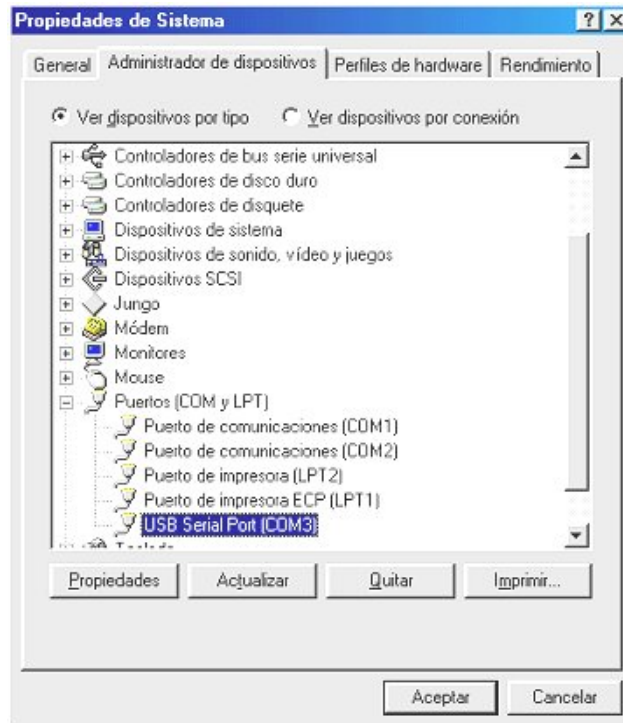 Propiedades de Sistema
General Administrador de dispositivos Perfiles de hardware Rendimiento
Ver dispositivos por tipo Ver dispositivos por conexión
Controladores de bus serie universal
Controladores de disco duro
Controladores de disquete
Dispositivos de sistema
Dispositivos de sonido, vídeo y juegos
Dispositivos SCSI
Jungo
Módem
Monitores
Mouse
Puertos (COM y LPT)
Puerto de comunicaciones (COM1)
Puerto de comunicaciones (COM2)
Puerto de impresora (LPT2)
Puerto de impresora ECP (LPT1)
USB Serial Port (COM3)
Propiedades Actualizar Quitar Imprimir...
Aceptar Cancelar